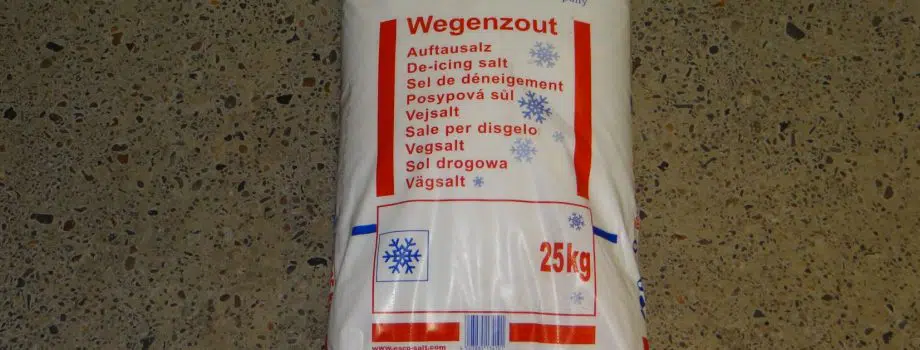 Wegenzout
Auftausalz
De-icing salt
Sel de déneigement
Posypová sůl
Vejsalt
Sale per disgelo
Vegsalt
Sol drogowa
Vägsalt
25kg
www.esco-salt.com